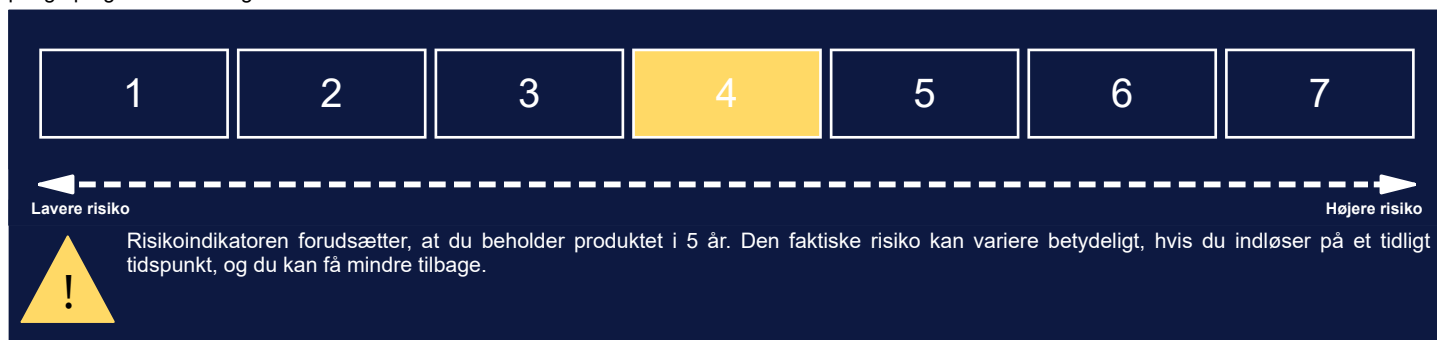 1 2 3 4 5 6 7
Lavere risiko Højere risiko
Risikoindikatoren forudsætter, at du beholder produktet i 5 år. Den faktiske risiko kan variere betydeligt, hvis du indløser på et tidligt
tidspunkt, og du kan få mindre tilbage.
!